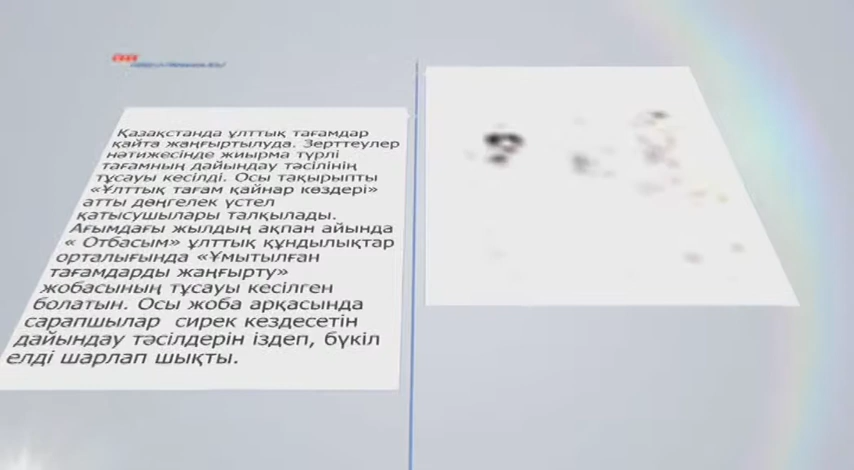 Қазақстанда ұлттық тағамдар
қайта жаңғыртылуда. Зерттеулер
нәтижесінде жиырма түрлі
тағамның дайындау тәсілінің
тұсауы кесілді. Осы тақырыпты
«Ұлттық тағам қайнар көздері»
атты дөңгелек үстел
қатысушылары талқылады.
Ағымдағы жылдың ақпан айында
« Отбасым» ұлттық құндылықтар
орталығында «Ұмытылған
тағамдарды жаңғырту»
жобасының тұсауы кесілген
болатын. Осы жоба арқасында
сарапшылар сирек кездесетін
дайындау тәсілдерін іздеп, бүкіл
елді шарлап шықты.